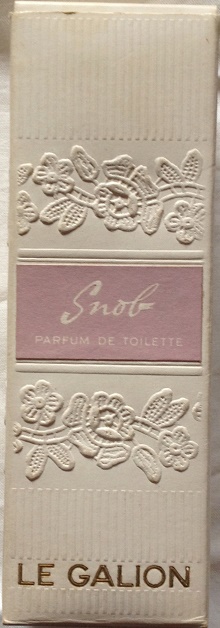 Snob
PARFUM DE TOILETTE
LE GALION